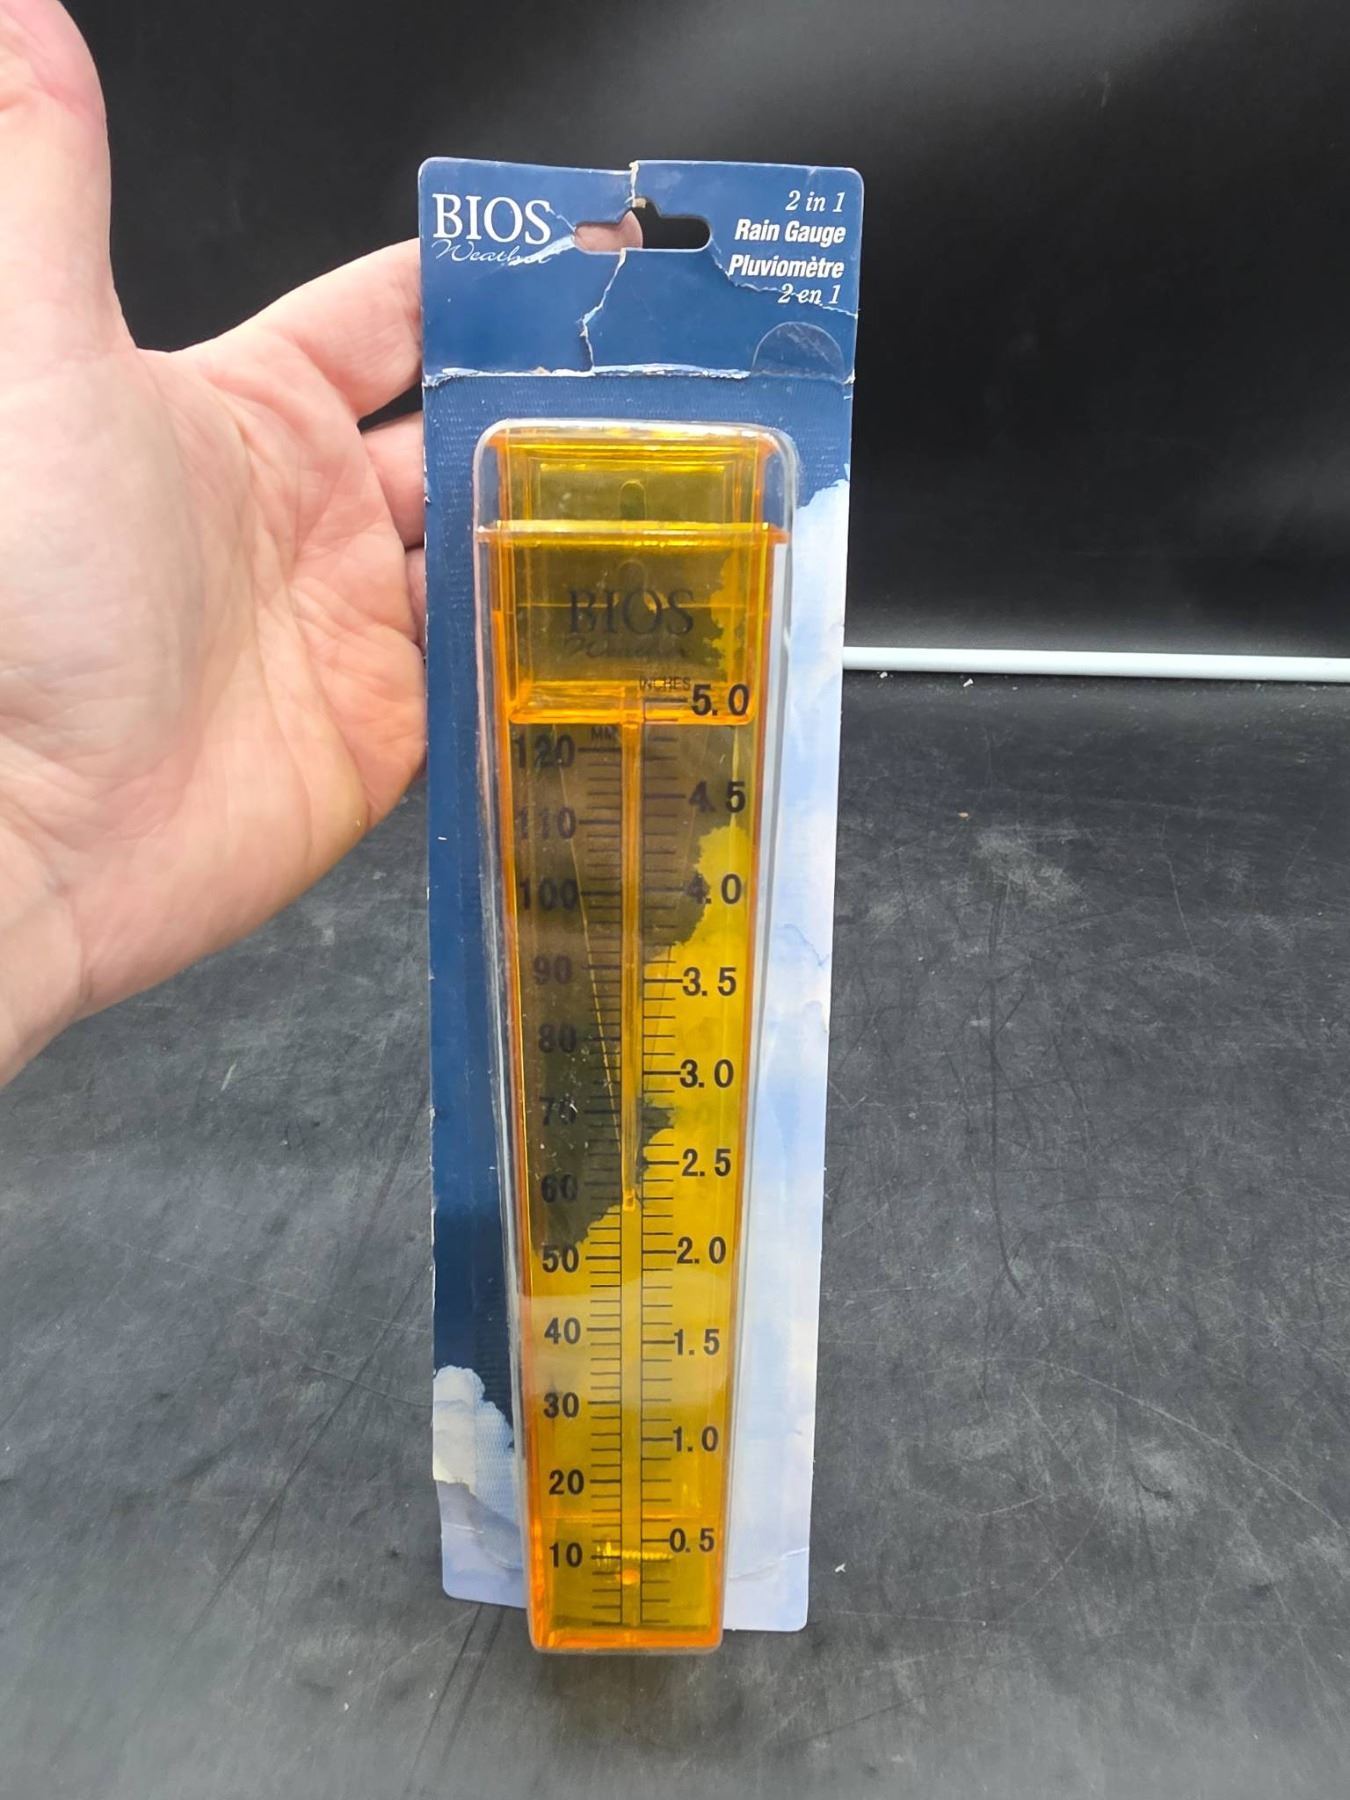 BIOS
Weather
2 in 1
Rain Gauge
Pluviomètre
2 en 1
BIOS
Weather
INCHES
5.0
MM
120
4.5
110
4.0
100
3.5
90
80
3.0
70
2.5
60
2.0
50
40
1.5
30
1.0
20
0.5
10